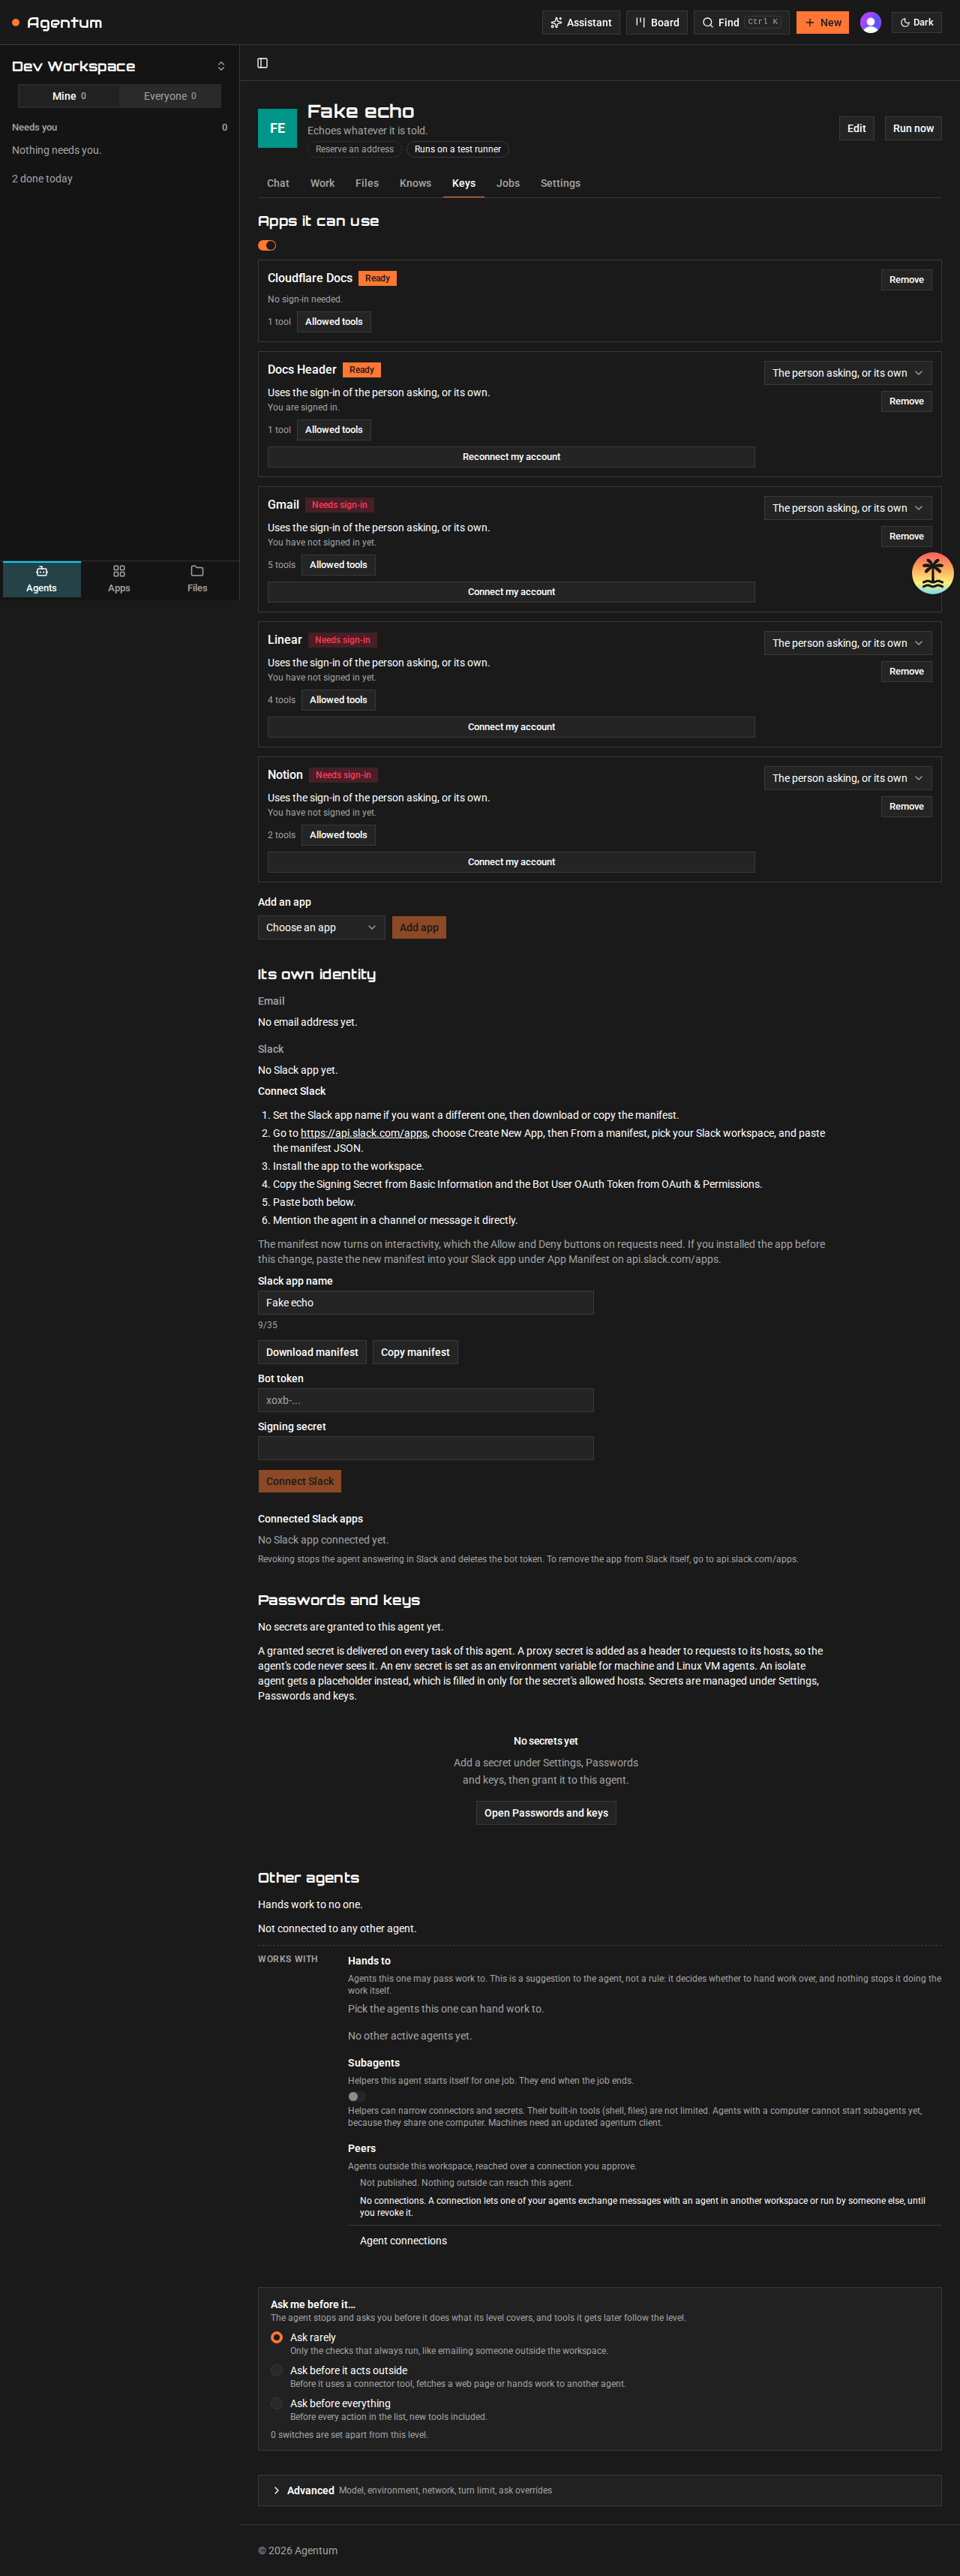 Agentum
Assistant
Board
Find Ctrl K
New
Dark
Dev Workspace
Mine 0
Everyone 0
Needs you 0
Nothing needs you.
2 done today
Agents
Apps
Files
FE
Fake echo
Echoes whatever it is told.
Reserve an address
Runs on a test runner
Edit
Run now
Chat
Work
Files
Knows
Keys
Jobs
Settings
Apps it can use
Cloudflare Docs Ready
Remove
No sign-in needed.
1 tool Allowed tools
Docs Header Ready
The person asking, or its own
Uses the sign-in of the person asking, or its own.
Remove
You are signed in.
1 tool Allowed tools
Reconnect my account
Gmail Needs sign-in
The person asking, or its own
Uses the sign-in of the person asking, or its own.
Remove
You have not signed in yet.
5 tools Allowed tools
Connect my account
Linear Needs sign-in
The person asking, or its own
Uses the sign-in of the person asking, or its own.
Remove
You have not signed in yet.
4 tools Allowed tools
Connect my account
Notion Needs sign-in
The person asking, or its own
Uses the sign-in of the person asking, or its own.
Remove
You have not signed in yet.
2 tools Allowed tools
Connect my account
Add an app
Choose an app
Add app
Its own identity
Email
No email address yet.
Slack
No Slack app yet.
Connect Slack
1. Set the Slack app name if you want a different one, then download or copy the manifest.
2. Go to https://api.slack.com/apps, choose Create New App, then From a manifest, pick your Slack workspace, and paste
the manifest JSON.
3. Install the app to the workspace.
4. Copy the Signing Secret from Basic Information and the Bot User OAuth Token from OAuth & Permissions.
5. Paste both below.
6. Mention the agent in a channel or message it directly.
The manifest now turns on interactivity, which the Allow and Deny buttons on requests need. If you installed the app before
this change, paste the new manifest into your Slack app under App Manifest on api.slack.com/apps.
Slack app name
Fake echo
9/35
Download manifest
Copy manifest
Bot token
xoxb-...
Signing secret
Connect Slack
Connected Slack apps
No Slack app connected yet.
Revoking stops the agent answering in Slack and deletes the bot token. To remove the app from Slack itself, go to api.slack.com/apps.
Passwords and keys
No secrets are granted to this agent yet.
A granted secret is delivered on every task of this agent. A proxy secret is added as a header to requests to its hosts, so the
agent's code never sees it. An env secret is set as an environment variable for machine and Linux VM agents. An isolate
agent gets a placeholder instead, which is filled in only for the secret's allowed hosts. Secrets are managed under Settings,
Passwords and keys.
No secrets yet
Add a secret under Settings, Passwords
and keys, then grant it to this agent.
Open Passwords and keys
Other agents
Hands work to no one.
Not connected to any other agent.
WORKS WITH
Hands to
Agents this one may pass work to. This is a suggestion to the agent, not a rule: it decides whether to hand work over, and nothing stops it doing the
work itself.
Pick the agents this one can hand work to.
No other active agents yet.
Subagents
Helpers this agent starts itself for one job. They end when the job ends.
Helpers can narrow connectors and secrets. Their built-in tools (shell, files) are not limited. Agents with a computer cannot start subagents yet,
because they share one computer. Machines need an updated agentum client.
Peers
Agents outside this workspace, reached over a connection you approve.
Not published. Nothing outside can reach this agent.
No connections. A connection lets one of your agents exchange messages with an agent in another workspace or run by someone else, until
you revoke it.
Agent connections
Ask me before it…
The agent stops and asks you before it does what its level covers, and tools it gets later follow the level.
Ask rarely
Only the checks that always run, like emailing someone outside the workspace.
Ask before it acts outside
Before it uses a connector tool, fetches a web page or hands work to another agent.
Ask before everything
Before every action in the list, new tools included.
0 switches are set apart from this level.
Advanced Model, environment, network, turn limit, ask overrides
© 2026 Agentum